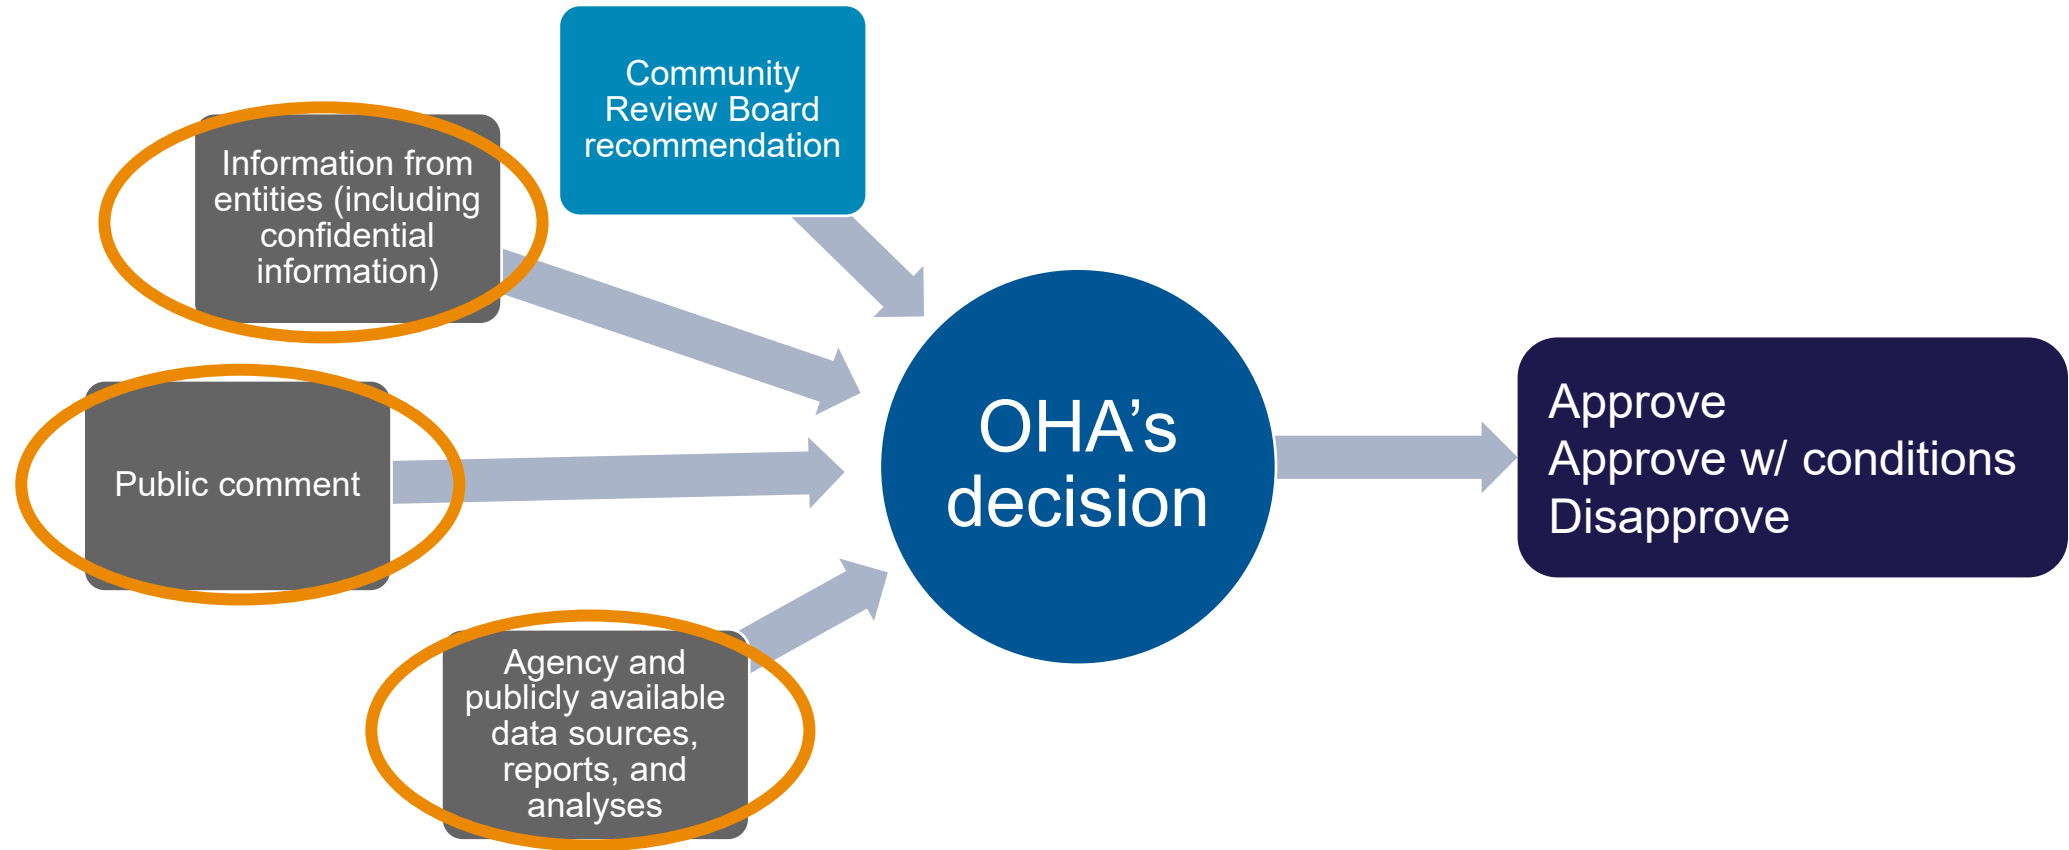 Community
Review Board
recommendation
Information from
entities (including
confidential
information)
Public comment
Agency and
publicly available
data sources,
reports, and
analyses
OHA’s
decision
Approve
Approve w/ conditions
Disapprove